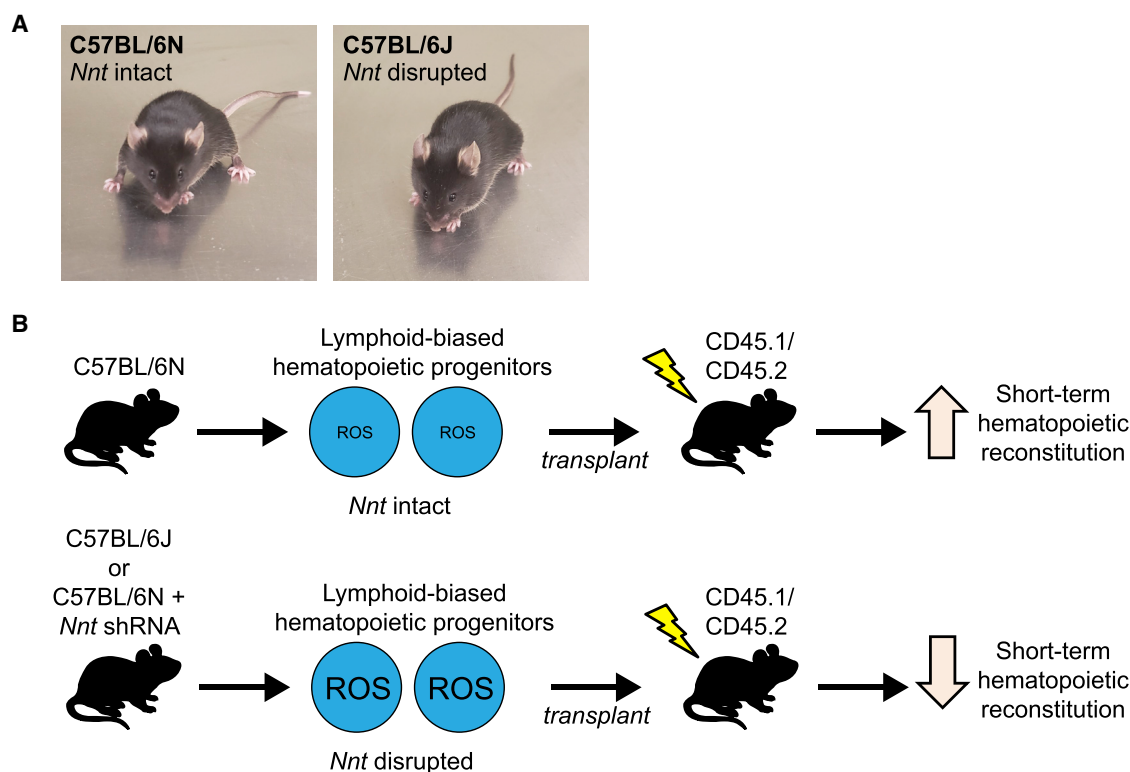 A
C57BL/6N
Nnt intact
C57BL/6J
Nnt disrupted
B
C57BL/6N
Lymphoid-biased
hematopoietic progenitors
ROS
ROS
Nnt intact
transplant
CD45.1/
CD45.2
Short-term
hematopoietic
reconstitution
C57BL/6J
or
C57BL/6N +
Nnt shRNA
Lymphoid-biased
hematopoietic progenitors
ROS
ROS
Nnt disrupted
transplant
CD45.1/
CD45.2
Short-term
hematopoietic
reconstitution